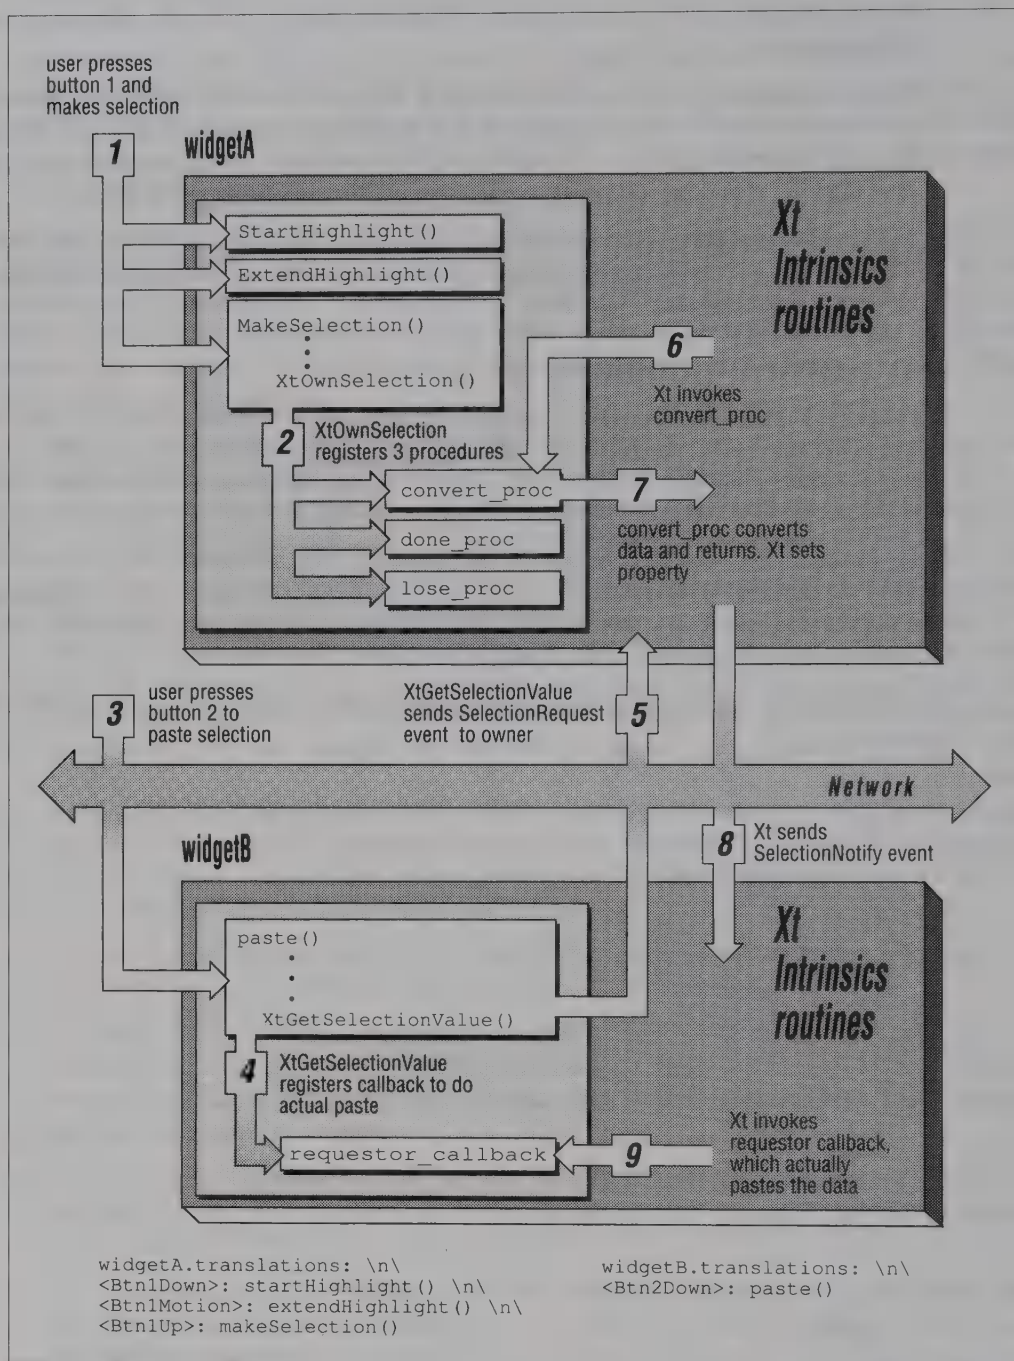 user presses
button 1 and
makes selection
1
widgetA
StartHighlight()
ExtendHighlight()
MakeSelection()
XtOwnSelection()
Xt
Intrinsics
routines
6
Xt invokes
convert_proc
2
XtOwnSelection
registers 3 procedures
convert_proc
done_proc
lose_proc
7
convert_proc converts
data and returns. Xt sets
property
3
user presses
button 2 to
paste selection
XtGetSelectionValue
sends SelectionRequest
event to owner
5
Network
8
Xt sends
SelectionNotify event
widgetB
paste()
XtGetSelectionValue()
Xt
Intrinsics
routines
4
XtGetSelectionValue
registers callback to do
actual paste
requestor_callback
9
Xt invokes
requestor callback,
which actually
pastes the data
widgetA.translations: \n\
<Btn1Down>: startHighlight() \n\
<Btn1Motion>: extendHighlight() \n\
<Btn1Up>: makeSelection()
widgetB.translations: \n\
<Btn2Down>: paste()